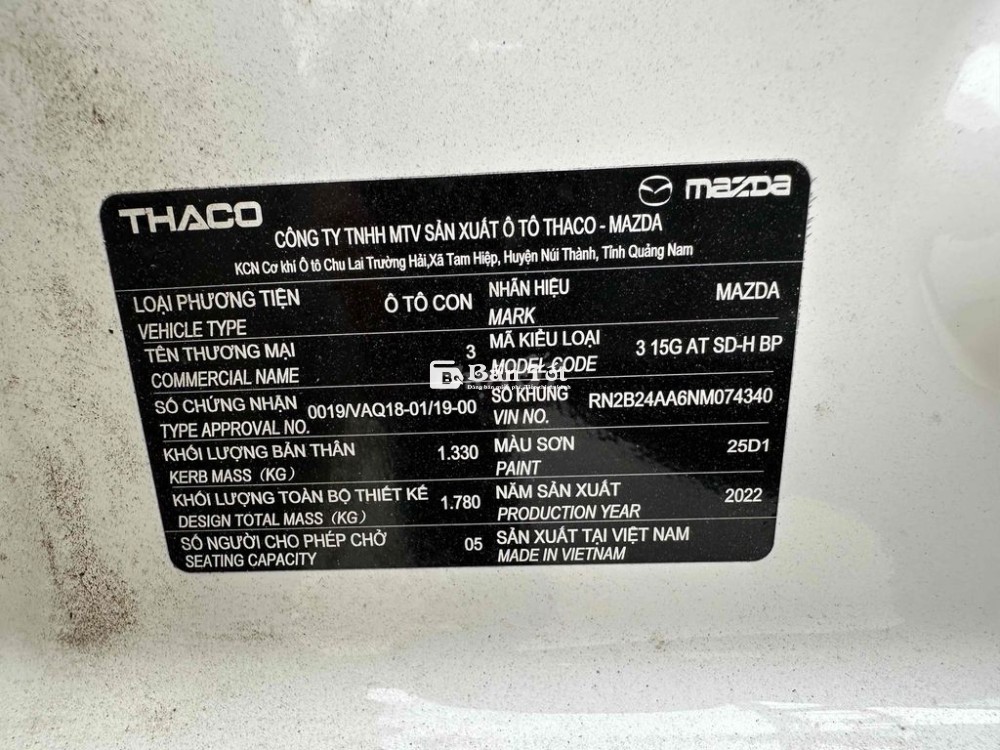 THACO
mazda
CÔNG TY TNHH MTV SẢN XUẤT Ô TÔ THACO - MAZDA
KCN Cơ khí Ô tô Chu Lai Trường Hải,Xã Tam Hiệp, Huyện Núi Thành, Tỉnh Quảng Nam
LOẠI PHƯƠNG TIỆN Ô TÔ CON NHÃN HIỆU MAZDA
VEHICLE TYPE MARK
TÊN THƯƠNG MẠI 3 MÃ KIỂU LOẠI 3 15G AT SD-H BP
COMMERCIAL NAME MODEL CODE
Bán Tốt
SỐ CHỨNG NHẬN 0019/VAQ18-01/19-00 SỐ KHUNG RN2B24AA6NM074340
TYPE APPROVAL NO. VIN NO.
KHỐI LƯỢNG BẢN THÂN 1.330 MÀU SƠN 25D1
KERB MASS (KG) PAINT
KHỐI LƯỢNG TOÀN BỘ THIẾT KẾ 1.780 NĂM SẢN XUẤT 2022
DESIGN TOTAL MASS (KG) PRODUCTION YEAR
SỐ NGƯỜI CHO PHÉP CHỞ 05 SẢN XUẤT TẠI VIỆT NAM
SEATING CAPACITY MADE IN VIETNAM